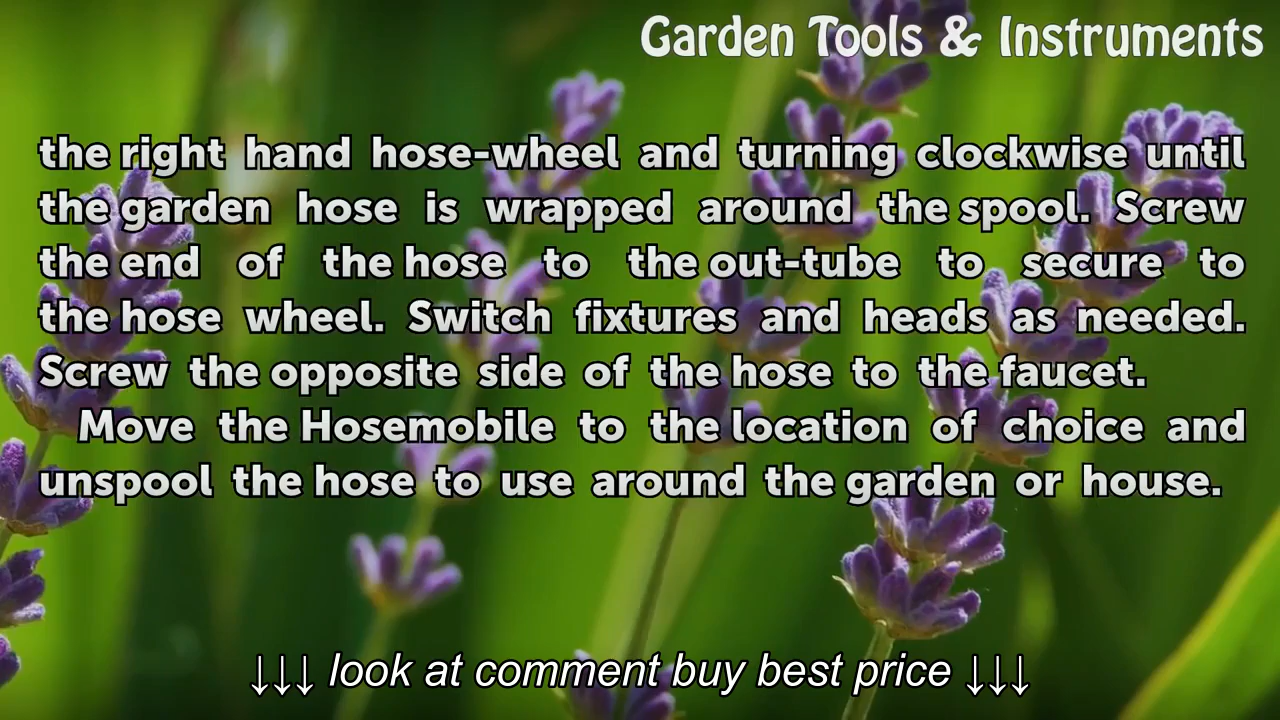 Garden Tools & Instruments
the right hand hose-wheel and turning clockwise until
the garden hose is wrapped around the spool. Screw
the end of the hose to the out-tube to secure to
the hose wheel. Switch fixtures and heads as needed.
Screw the opposite side of the hose to the faucet.
Move the Hosemobile to the location of choice and
unspool the hose to use around the garden or house.
↓↓↓ look at comment buy best price ↓↓↓